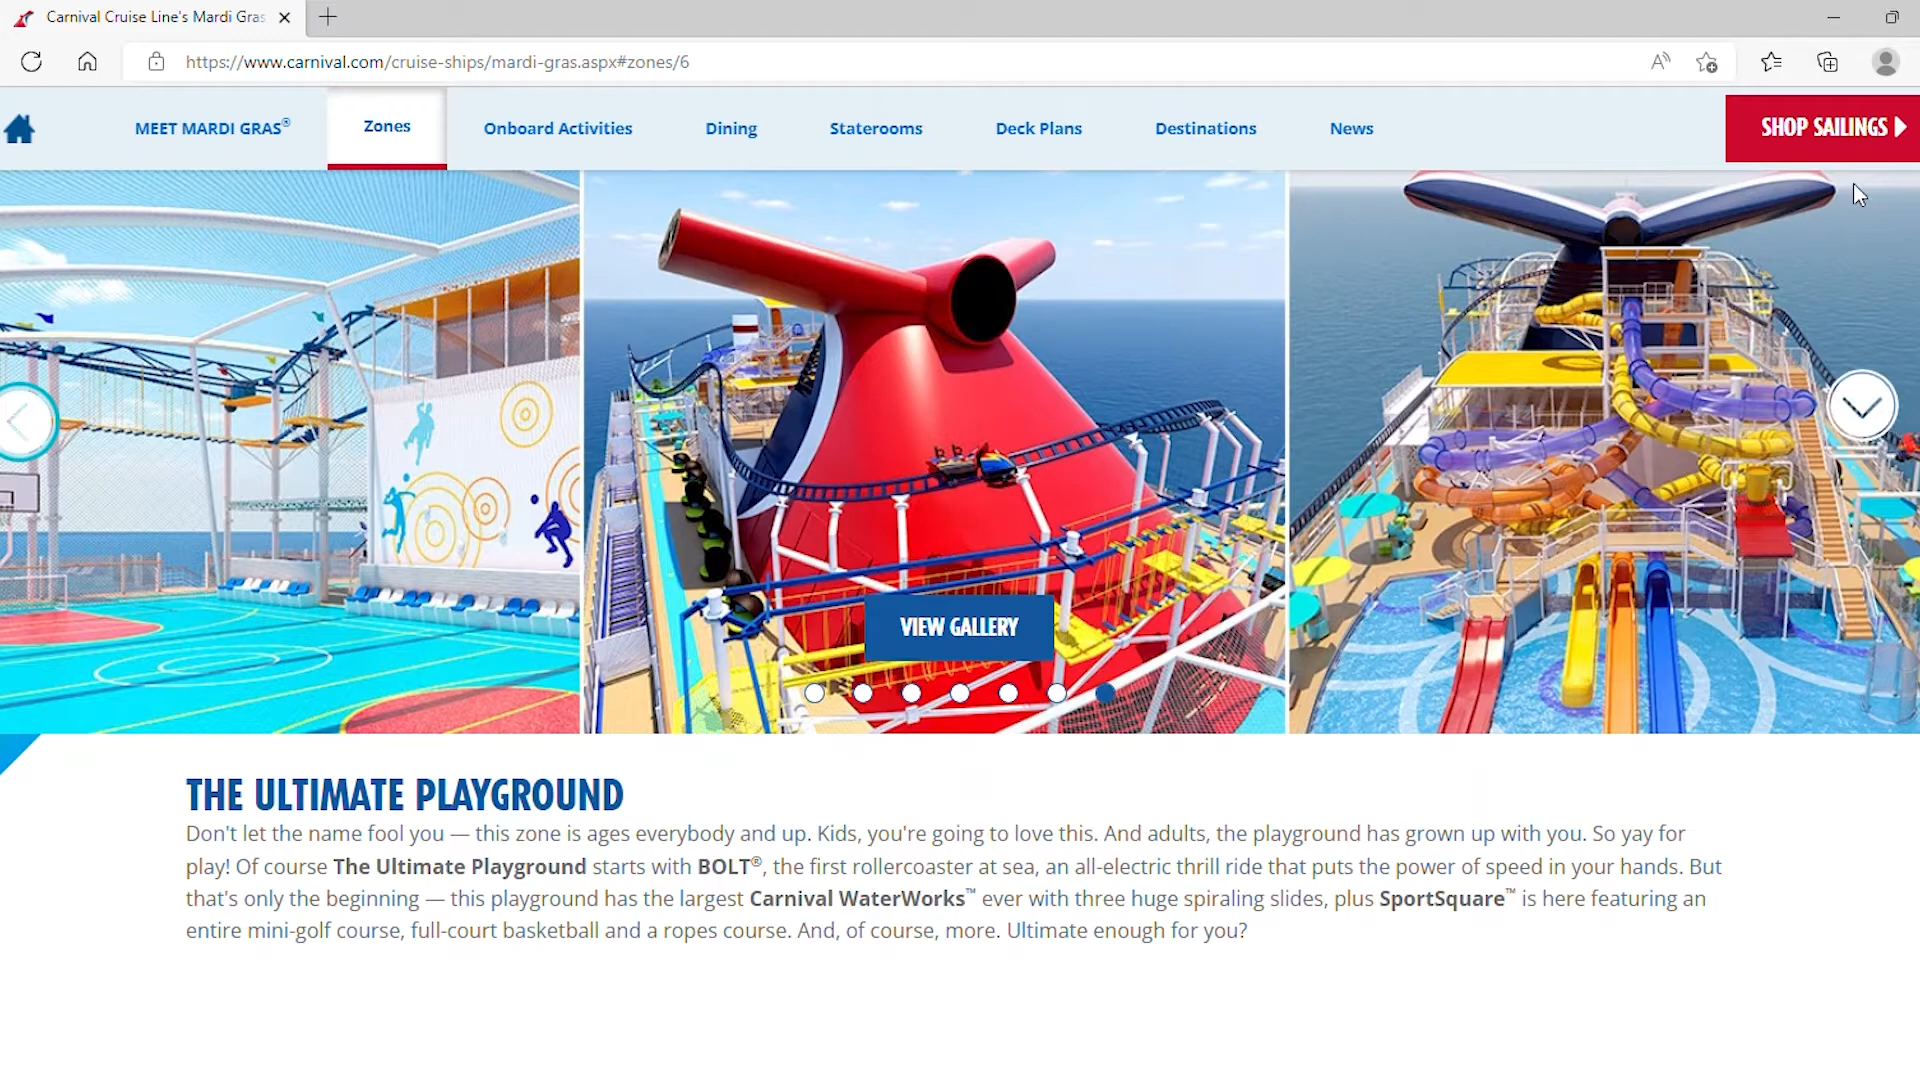 Carnival Cruise Line's Mardi Gras
https://www.carnival.com/cruise-ships/mardi-gras.aspx#zones/6
MEET MARDI GRAS®
Zones
Onboard Activities
Dining
Staterooms
Deck Plans
Destinations
News
SHOP SAILINGS
VIEW GALLERY
THE ULTIMATE PLAYGROUND
Don't let the name fool you — this zone is ages everybody and up. Kids, you're going to love this. And adults, the playground has grown up with you. So yay for
play! Of course The Ultimate Playground starts with BOLT®, the first rollercoaster at sea, an all-electric thrill ride that puts the power of speed in your hands. But
that's only the beginning — this playground has the largest Carnival WaterWorks™ ever with three huge spiraling slides, plus SportSquare™ is here featuring an
entire mini-golf course, full-court basketball and a ropes course. And, of course, more. Ultimate enough for you?